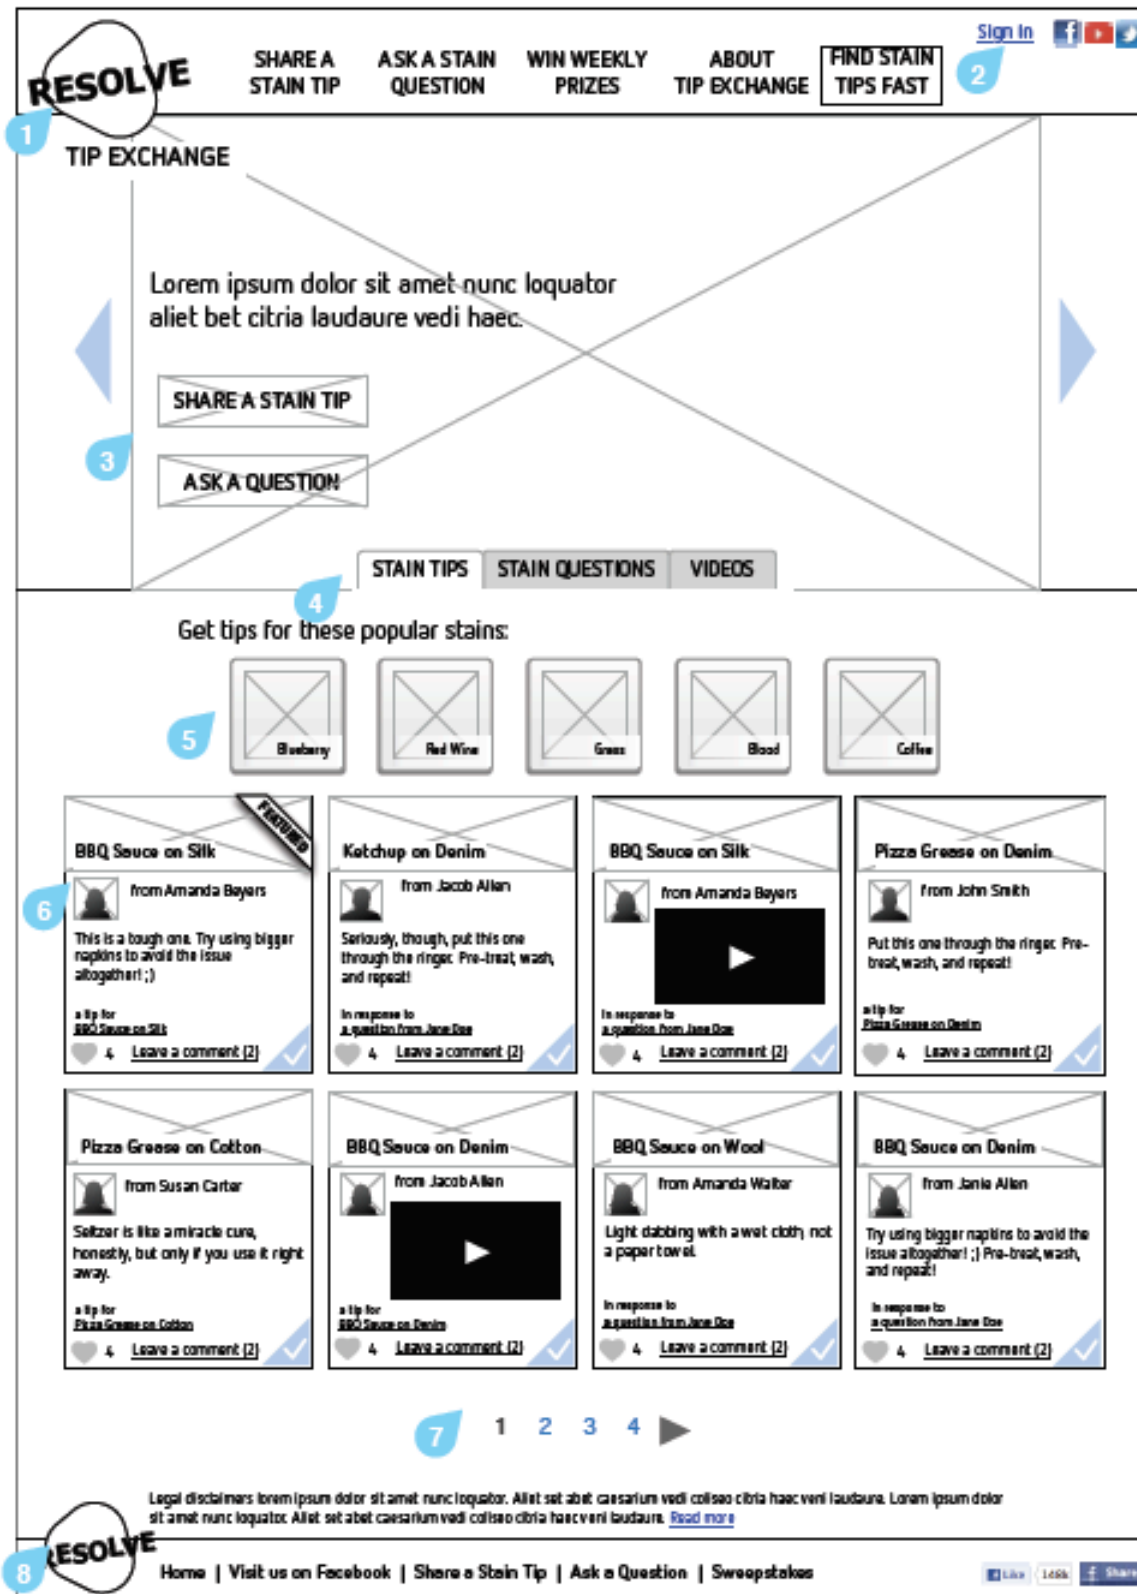 Sign In
RESOLVE
SHARE A
STAIN TIP
ASK A STAIN
QUESTION
WIN WEEKLY
PRIZES
ABOUT
TIP EXCHANGE
FIND STAIN
TIPS FAST
2
1
TIP EXCHANGE
Lorem ipsum dolor sit amet nunc loquator
aliet bet citria laudaure vedi haec.
SHARE A STAIN TIP
3
ASK A QUESTION
STAIN TIPS
STAIN QUESTIONS
VIDEOS
4
Get tips for these popular stains:
5
Blueberry
Red Wine
Grass
Blood
Coffee
FEATURED
BBQ Sauce on Silk
6
from Amanda Beyers
This is a tough one. Try using bigger
napkins to avoid the issue
altogether! ;)
a tip for
BBQ Sauce on Silk
4 Leave a comment (2)
Ketchup on Denim
from Jacob Allen
Seriously, though, put this one
through the ringer. Pre-treat, wash,
and repeat!
In response to
a question from Jane Doe
4 Leave a comment (2)
BBQ Sauce on Silk
from Amanda Beyers
In response to
a question from Jane Doe
4 Leave a comment (2)
Pizza Grease on Denim
from John Smith
Put this one through the ringer. Pre-
treat, wash, and repeat!
a tip for
Pizza Grease on Denim
4 Leave a comment (2)
Pizza Grease on Cotton
from Susan Carter
Seltzer is like a miracle cure,
honestly, but only if you use it right
away.
a tip for
Pizza Grease on Cotton
4 Leave a comment (2)
BBQ Sauce on Denim
from Jacob Allen
a tip for
BBQ Sauce on Denim
4 Leave a comment (2)
BBQ Sauce on Wool
from Amanda Walter
Light dabbing with a wet cloth, not
a paper towel.
In response to
a question from Jane Doe
4 Leave a comment (2)
BBQ Sauce on Denim
from Janie Allen
Try using bigger napkins to avoid the
issue altogether! ;) Pre-treat, wash,
and repeat!
In response to
a question from Jane Doe
4 Leave a comment (2)
7
1 2 3 4
Legal disclaimers lorem ipsum dolor sit amet nunc loquator. Aliet set abet caesarium vedi coliseo citria haec veni laudaure. Lorem ipsum dolor
sit amet nunc loquator. Aliet set abet caesarium vedi coliseo citria haec veni laudaure. Read more
RESOLVE
8
Home | Visit us on Facebook | Share a Stain Tip | Ask a Question | Sweepstakes
Like 148k Share